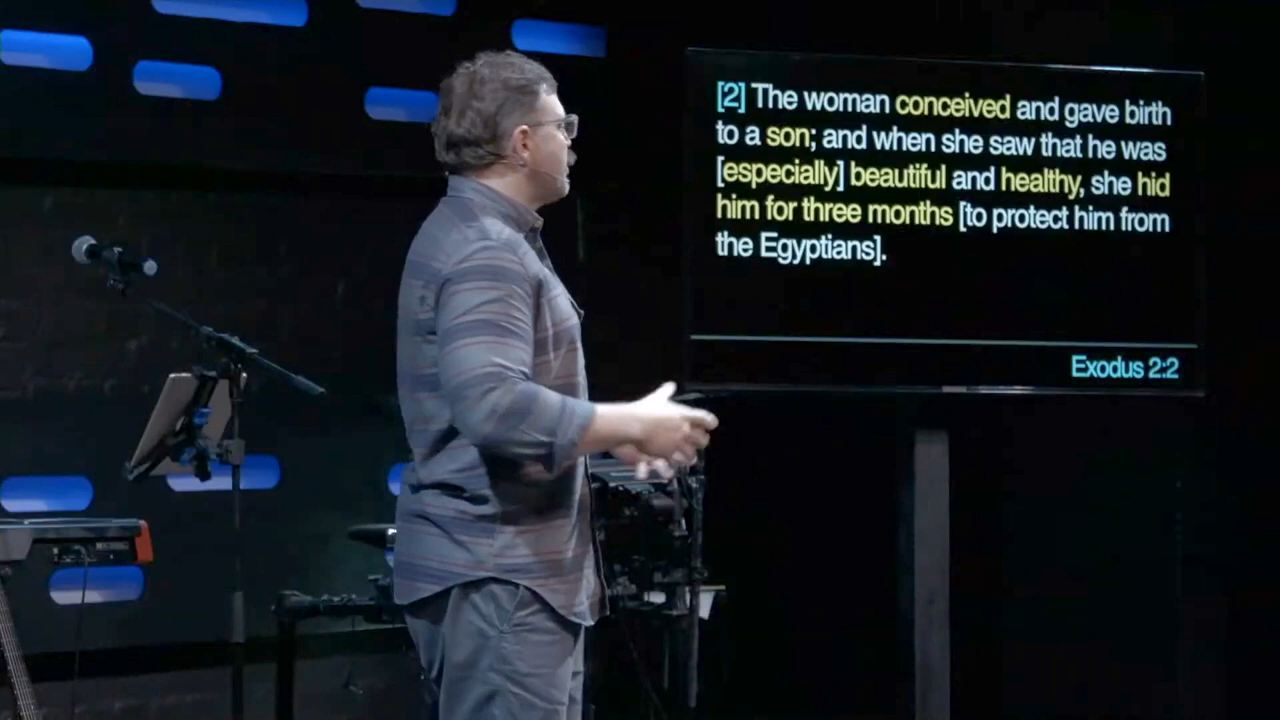 [2] The woman conceived and gave birth
to a son; and when she saw that he was
[especially] beautiful and healthy, she hid
him for three months [to protect him from
the Egyptians].
Exodus 2:2